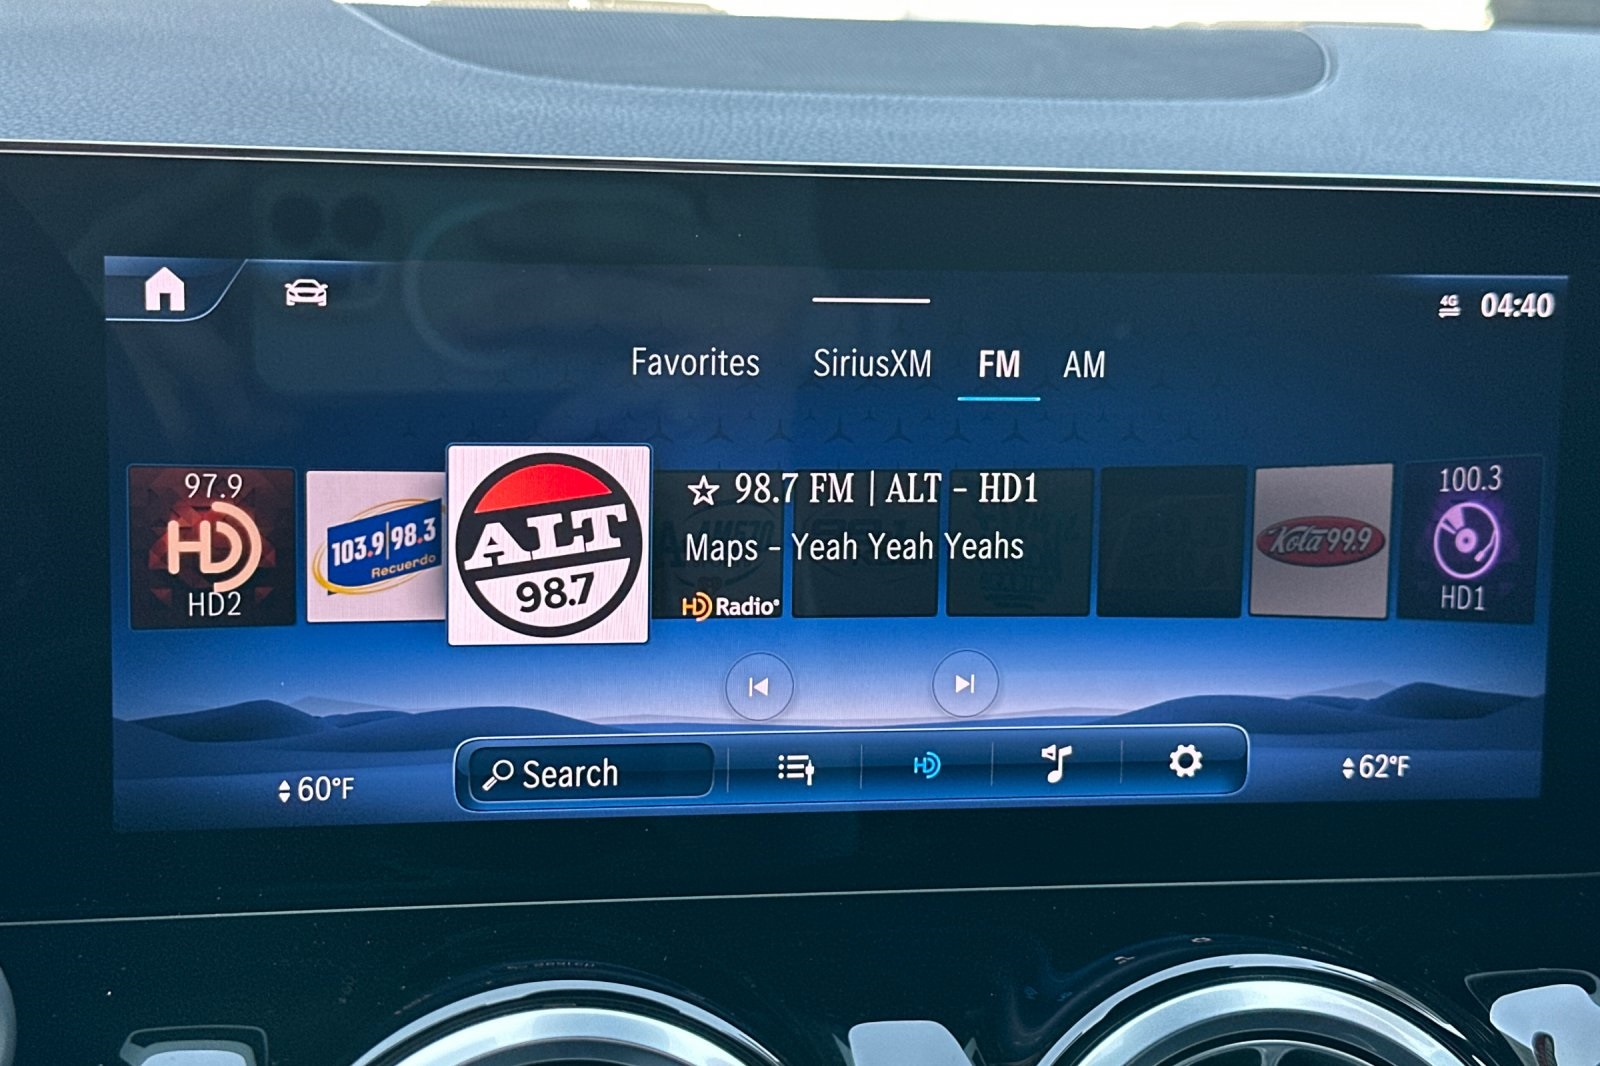 4G 04:40
Favorites SiriusXM FM AM
97.9
HD
HD2
103.9|98.3
Recuerdo
ALT
98.7
98.7 FM | ALT - HD1
Maps - Yeah Yeah Yeahs
HD Radio®
Kola 99.9
100.3
HD1
Search
HD
60°F
62°F